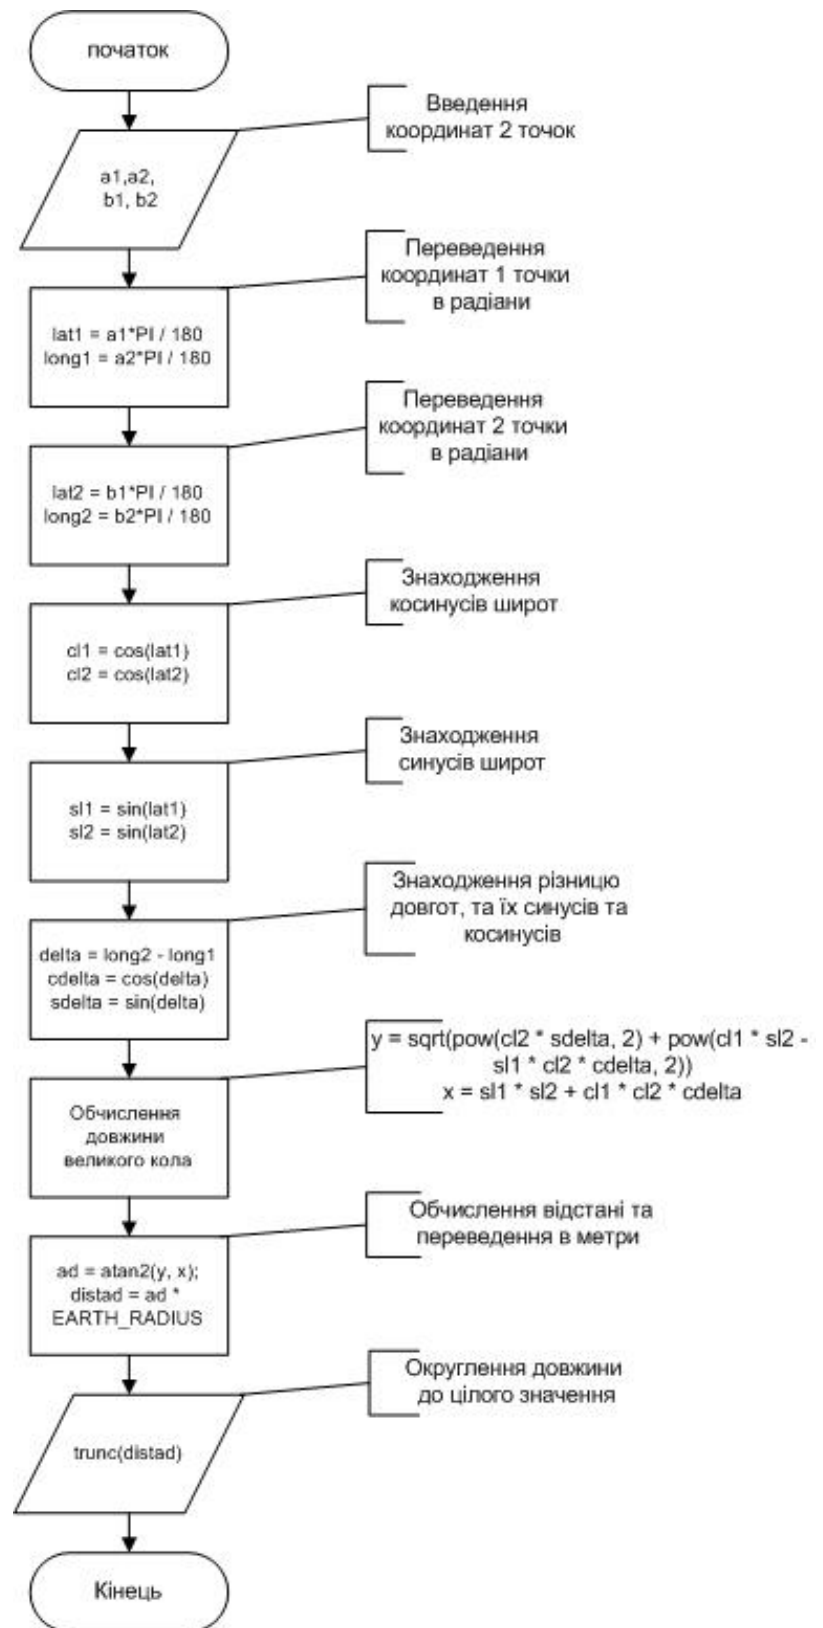 початок
Введення
координат 2 точок
a1,a2,
b1, b2
Переведення
координат 1 точки
в радіани
lat1 = a1*PI / 180
long1 = a2*PI / 180
Переведення
координат 2 точки
в радіани
lat2 = b1*PI / 180
long2 = b2*PI / 180
Знаходження
косинусів широт
cl1 = cos(lat1)
cl2 = cos(lat2)
Знаходження
синусів широт
sl1 = sin(lat1)
sl2 = sin(lat2)
Знаходження різницю
довгот, та їх синусів та
косинусів
delta = long2 - long1
cdelta = cos(delta)
sdelta = sin(delta)
y = sqrt(pow(cl2 * sdelta, 2) + pow(cl1 * sl2 -
sl1 * cl2 * cdelta, 2))
x = sl1 * sl2 + cl1 * cl2 * cdelta
Обчислення
довжини
великого кола
Обчислення відстані та
переведення в метри
ad = atan2(y, x);
distad = ad *
EARTH_RADIUS
Округлення довжини
до цілого значення
trunc(distad)
Кінець